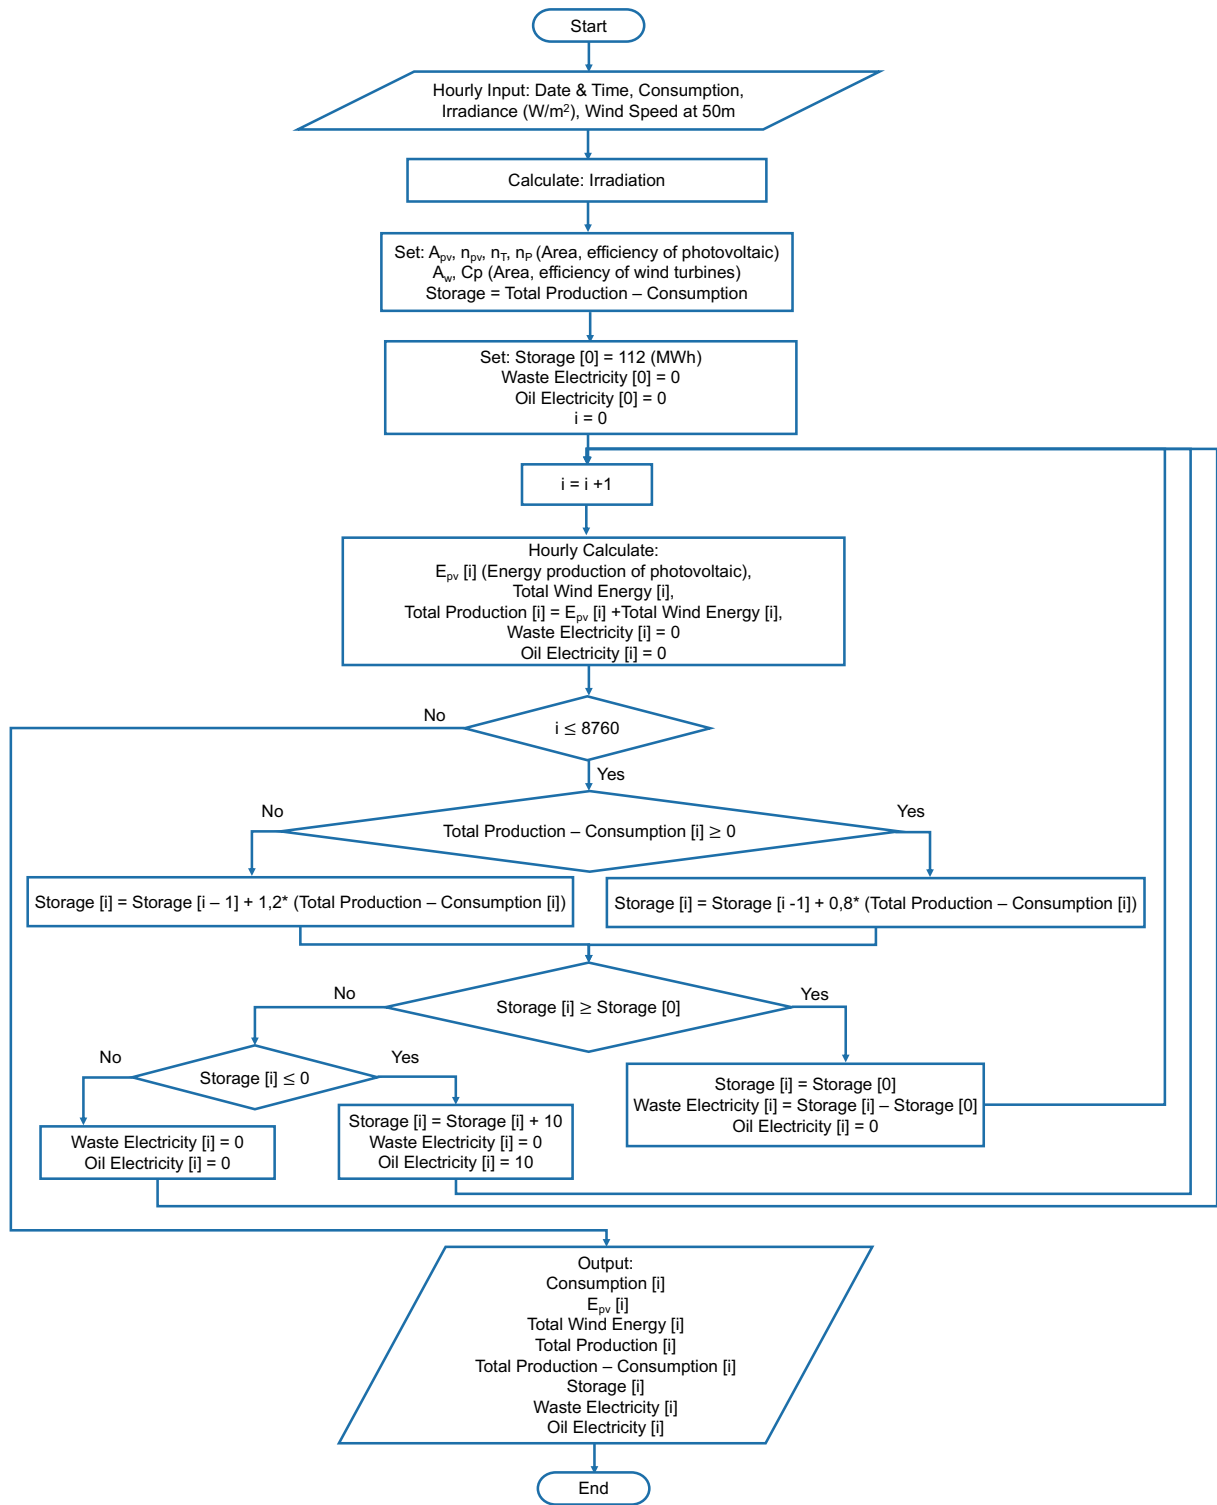 Start
Hourly Input: Date & Time, Consumption,
Irradiance (W/m²), Wind Speed at 50m
Calculate: Irradiation
Set: Apv, npv, nT, nP (Area, efficiency of photovoltaic)
Aw, Cp (Area, efficiency of wind turbines)
Storage = Total Production – Consumption
Set: Storage [0] = 112 (MWh)
Waste Electricity [0] = 0
Oil Electricity [0] = 0
i = 0
i = i +1
Hourly Calculate:
Epv [i] (Energy production of photovoltaic),
Total Wind Energy [i],
Total Production [i] = Epv [i] +Total Wind Energy [i],
Waste Electricity [i] = 0
Oil Electricity [i] = 0
No
i ≤ 8760
Yes
No
Total Production – Consumption [i] ≥ 0
Yes
Storage [i] = Storage [i – 1] + 1,2* (Total Production – Consumption [i])
Storage [i] = Storage [i -1] + 0,8* (Total Production – Consumption [i])
No
Storage [i] ≥ Storage [0]
Yes
No
Storage [i] ≤ 0
Yes
Storage [i] = Storage [0]
Waste Electricity [i] = Storage [i] – Storage [0]
Oil Electricity [i] = 0
Waste Electricity [i] = 0
Oil Electricity [i] = 0
Storage [i] = Storage [i] + 10
Waste Electricity [i] = 0
Oil Electricity [i] = 10
Output:
Consumption [i]
Epv [i]
Total Wind Energy [i]
Total Production [i]
Total Production – Consumption [i]
Storage [i]
Waste Electricity [i]
Oil Electricity [i]
End